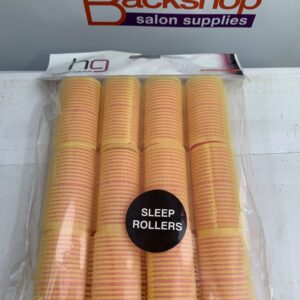 Backshop
salon supplies
hg
SLEEP
ROLLERS